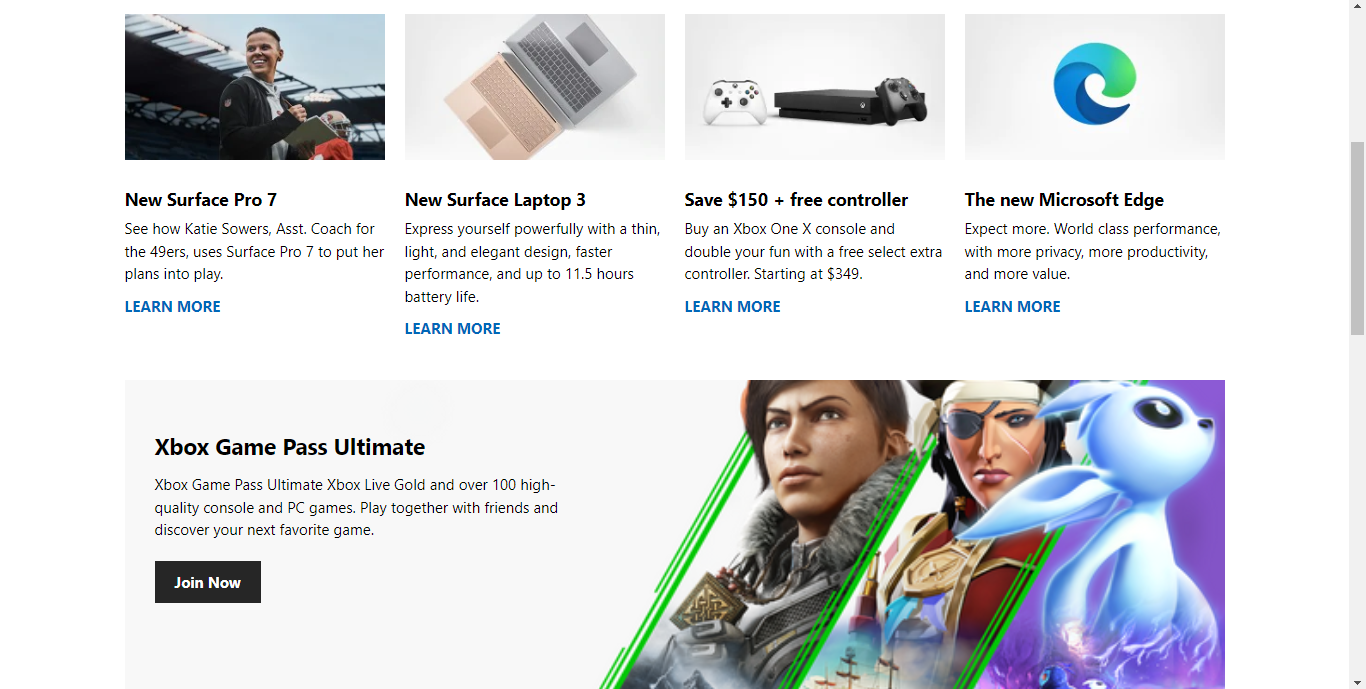 New Surface Pro 7
See how Katie Sowers, Asst. Coach for
the 49ers, uses Surface Pro 7 to put her
plans into play.
LEARN MORE
New Surface Laptop 3
Express yourself powerfully with a thin,
light, and elegant design, faster
performance, and up to 11.5 hours
battery life.
LEARN MORE
Save $150 + free controller
Buy an Xbox One X console and
double your fun with a free select extra
controller. Starting at $349.
LEARN MORE
The new Microsoft Edge
Expect more. World class performance,
with more privacy, more productivity,
and more value.
LEARN MORE
Xbox Game Pass Ultimate
Xbox Game Pass Ultimate Xbox Live Gold and over 100 high-
quality console and PC games. Play together with friends and
discover your next favorite game.
Join Now